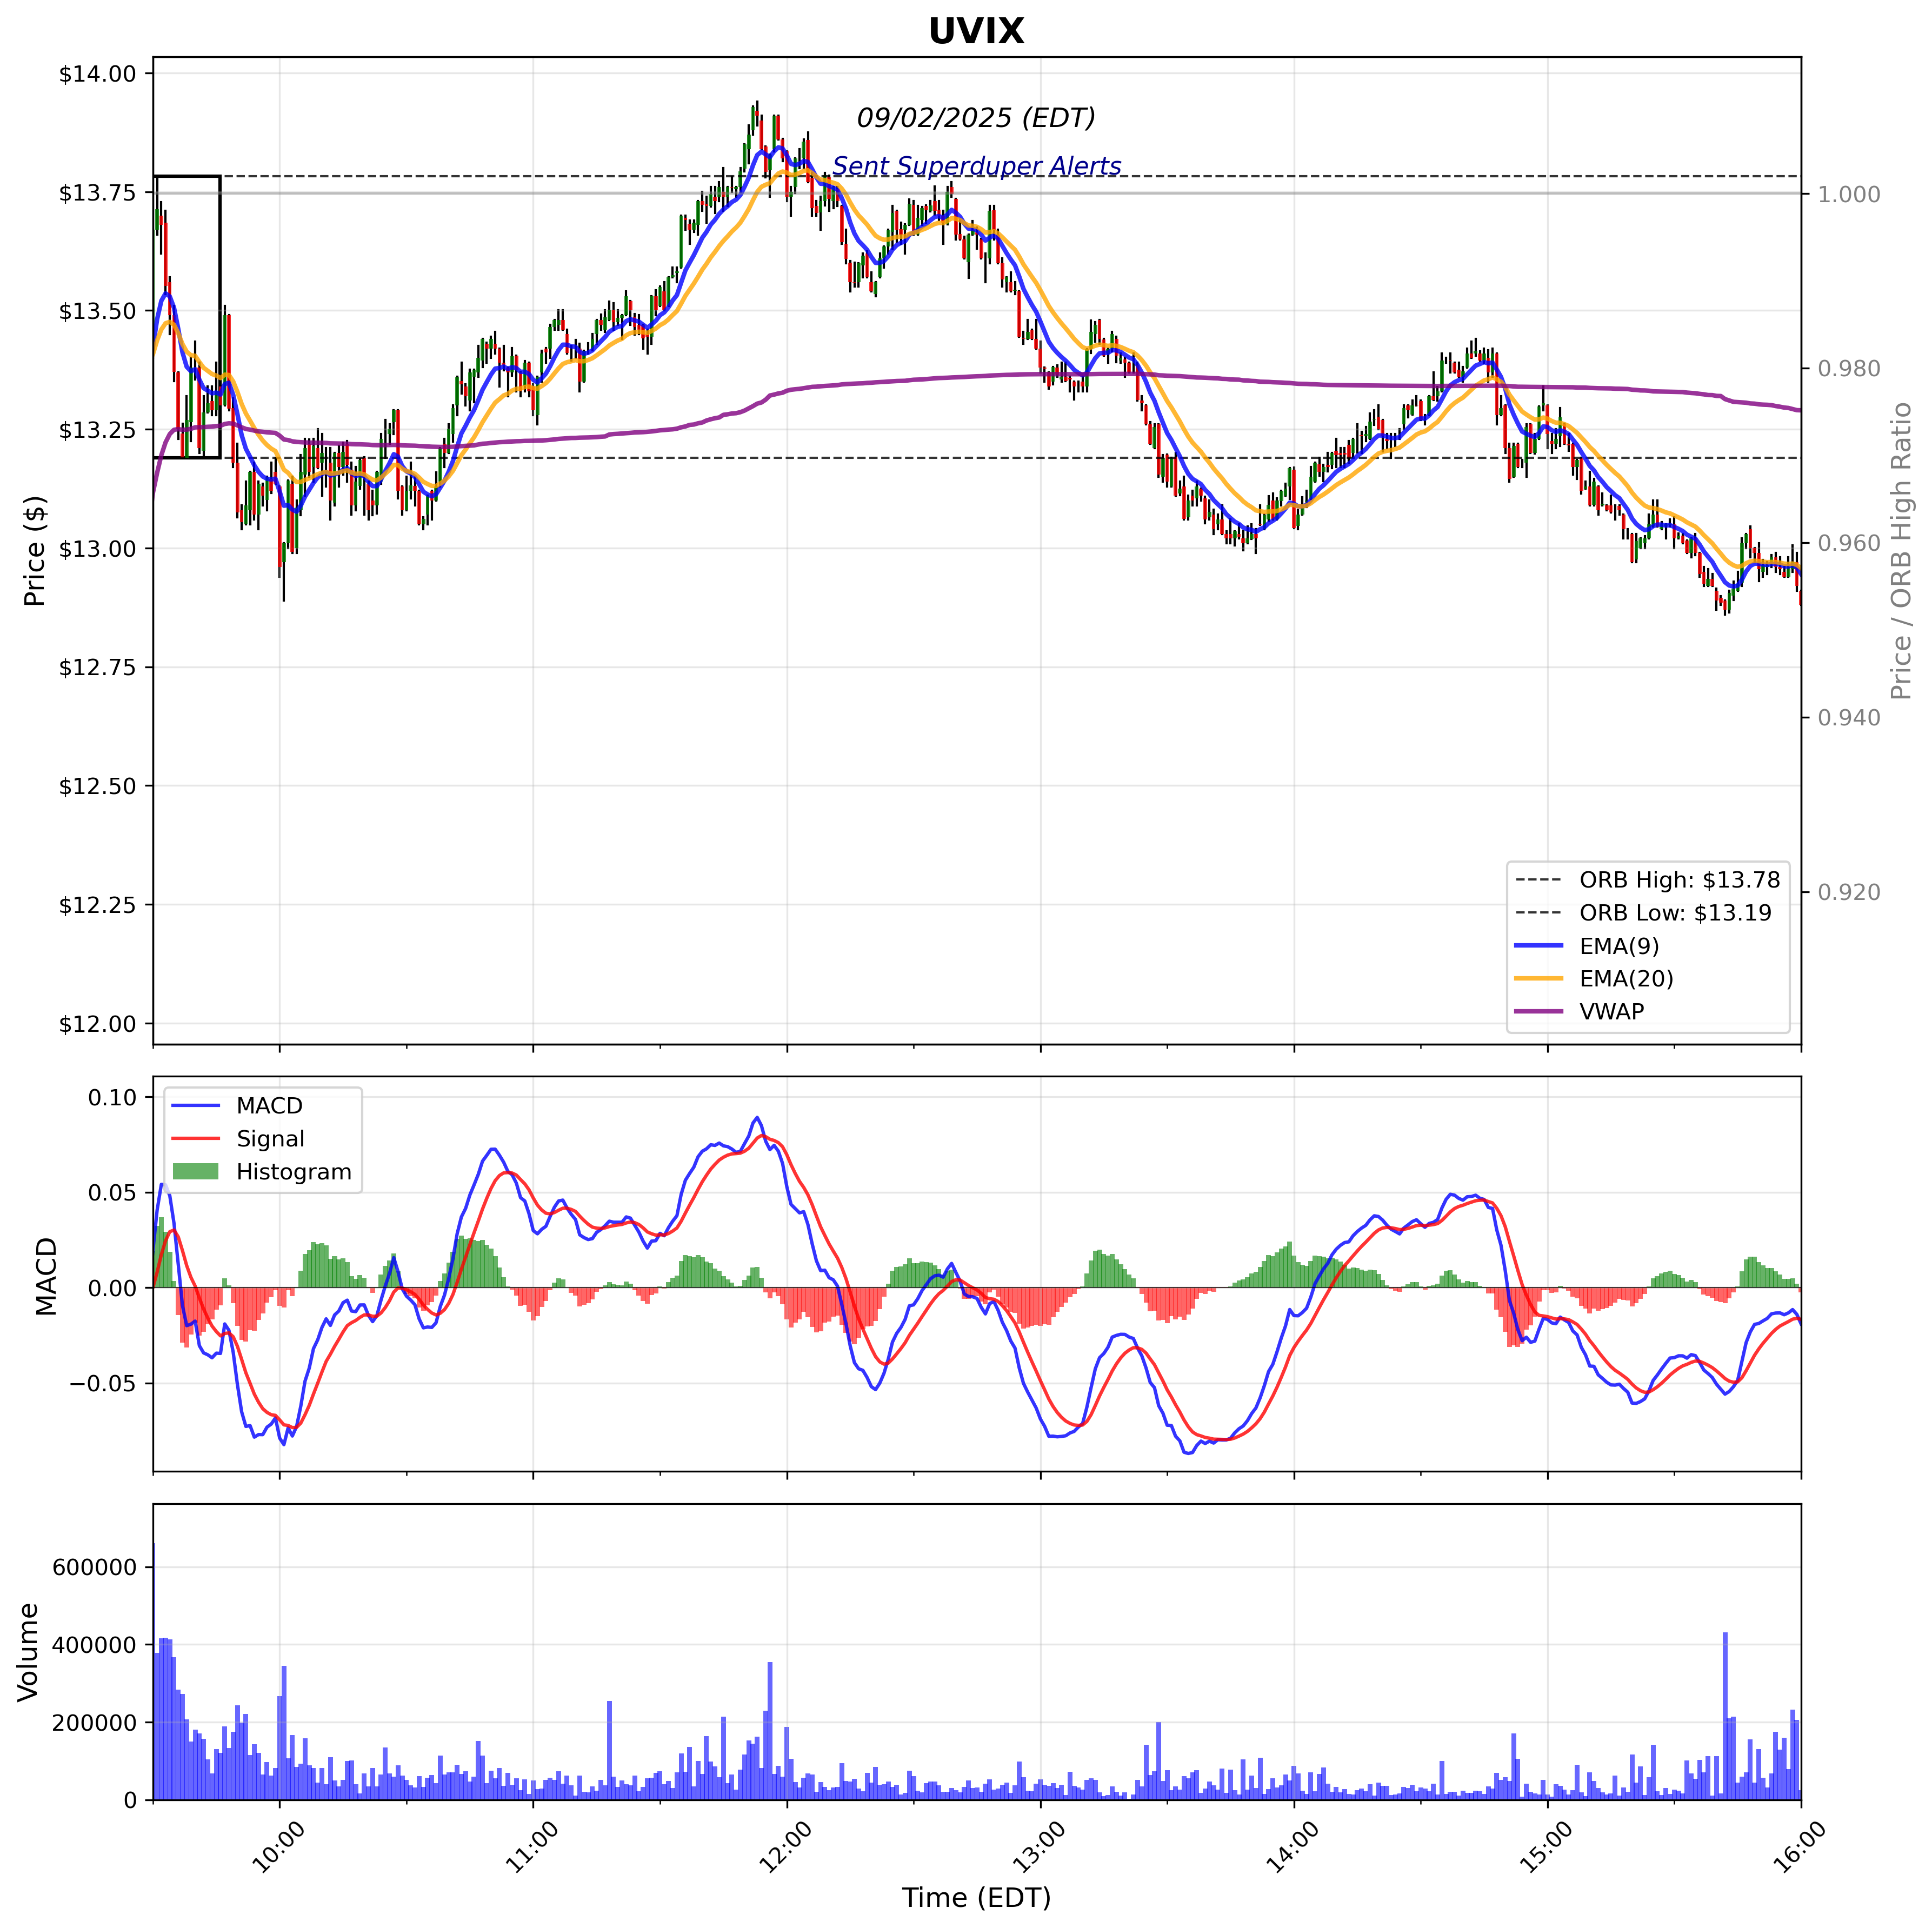 UVIX
09/02/2025 (EDT)
Sent Superduper Alerts
$14.00
$13.75
$13.50
$13.25
$13.00
$12.75
$12.50
$12.25
$12.00
Price ($)
1.000
0.980
0.960
0.940
0.920
Price / ORB High Ratio
ORB High: $13.78
ORB Low: $13.19
EMA(9)
EMA(20)
VWAP
0.10
0.05
0.00
−0.05
MACD
MACD
Signal
Histogram
600000
400000
200000
0
Volume
10:00
11:00
12:00
13:00
14:00
15:00
16:00
Time (EDT)